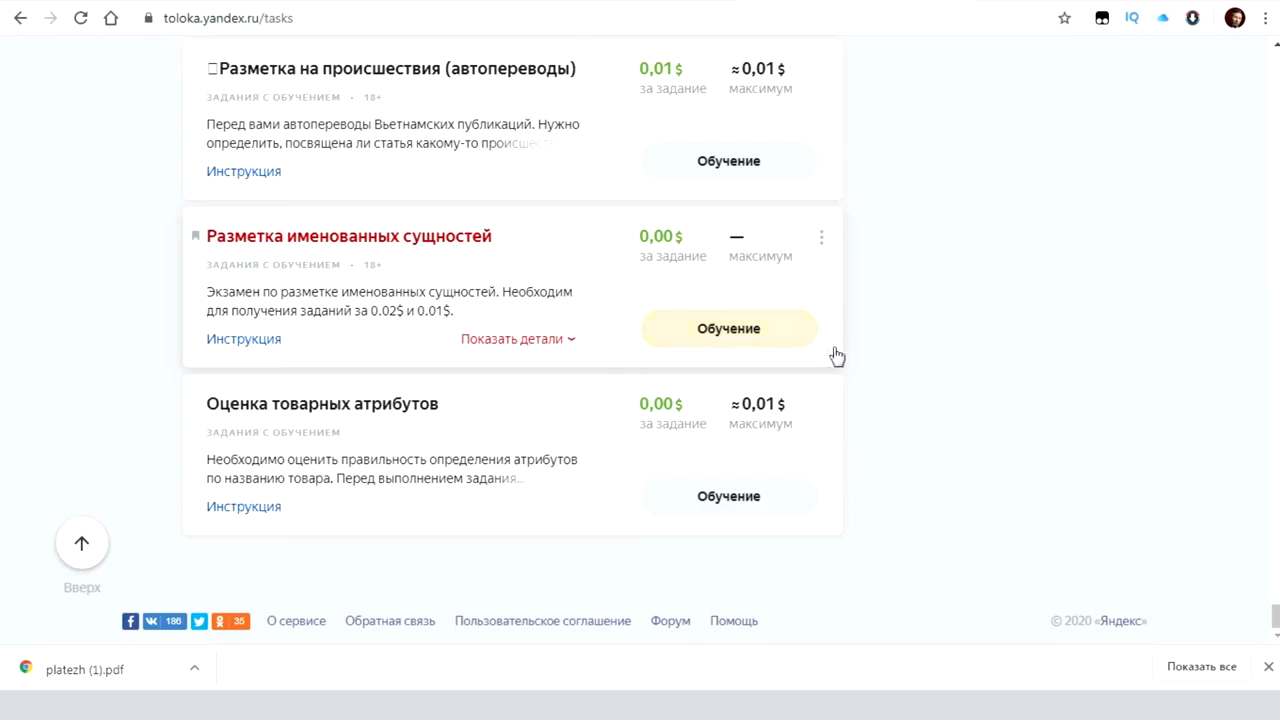 toloka.yandex.ru/tasks
IQ
Разметка на происшествия (автопереводы)
0,01 $
≈ 0,01 $
ЗАДАНИЯ С ОБУЧЕНИЕМ • 18+
за задание
максимум
Перед вами автопереводы Вьетнамских публикаций. Нужно
определить, посвящена ли статья какому-то происшест
Обучение
Инструкция
Разметка именованных сущностей
0,00 $
—
ЗАДАНИЯ С ОБУЧЕНИЕМ • 18+
за задание
максимум
Экзамен по разметке именованных сущностей. Необходим
для получения заданий за 0.02$ и 0.01$.
Обучение
Инструкция
Показать детали
Оценка товарных атрибутов
0,00 $
≈ 0,01 $
ЗАДАНИЯ С ОБУЧЕНИЕМ
за задание
максимум
Необходимо оценить правильность определения атрибутов
по названию товара. Перед выполнением задания...
Обучение
Инструкция
Вверх
186
35
О сервисе
Обратная связь
Пользовательское соглашение
Форум
Помощь
© 2020 «Яндекс»
platezh (1).pdf
Показать все